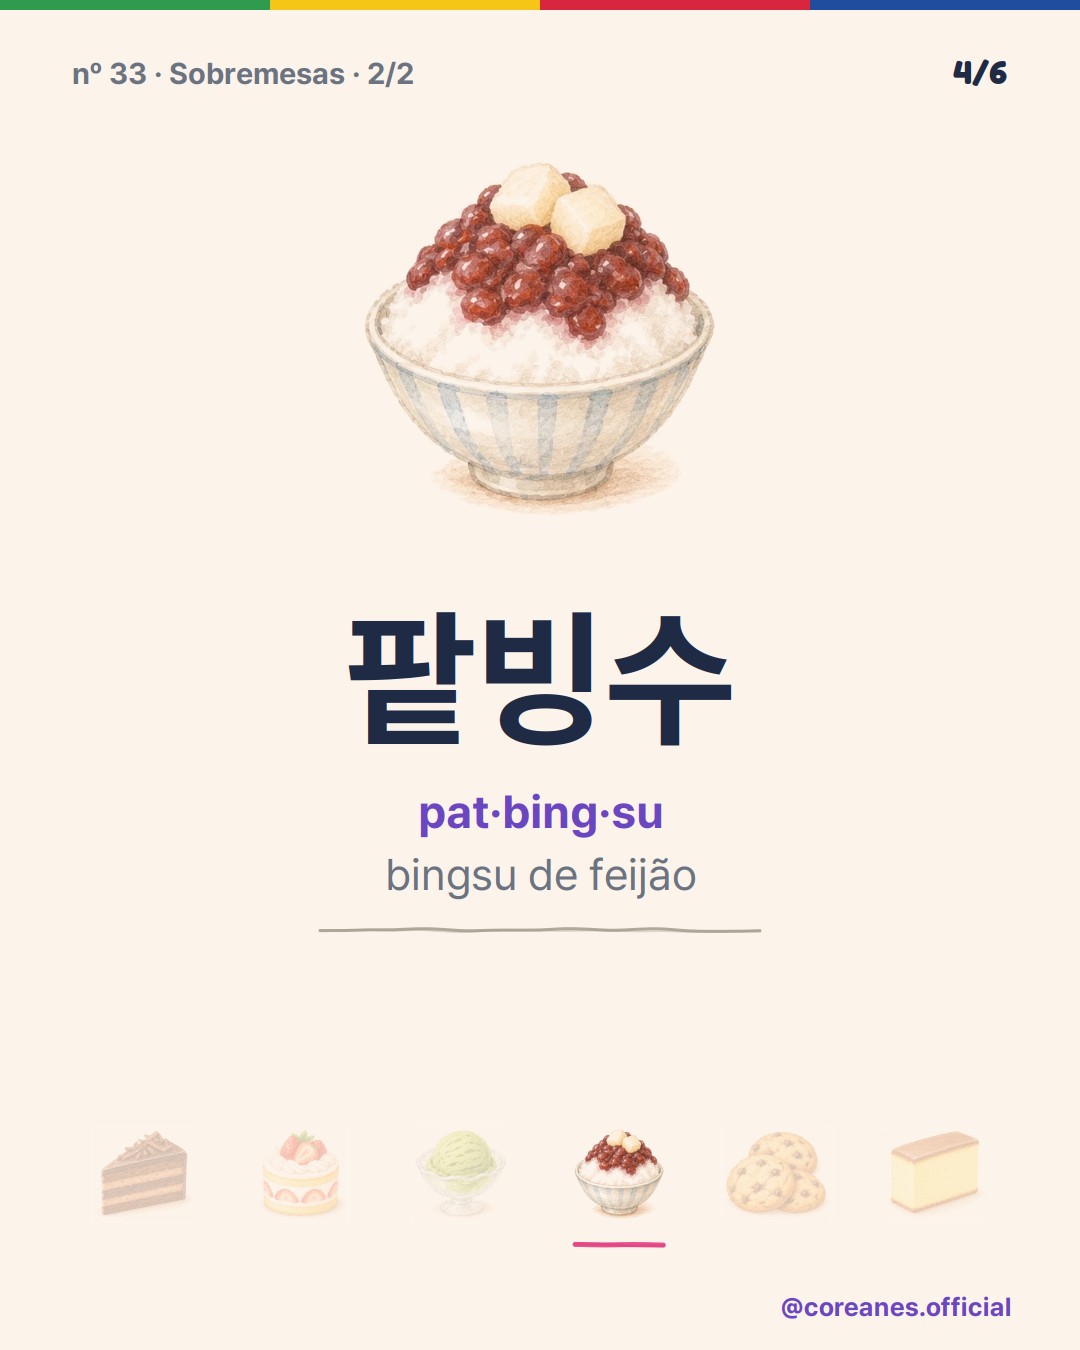 nº 33 · Sobremesas · 2/2
4/6
팥빙수
pat·bing·su
bingsu de feijão
@coreanes.official